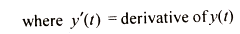 where y′(t) = derivative of y(t)